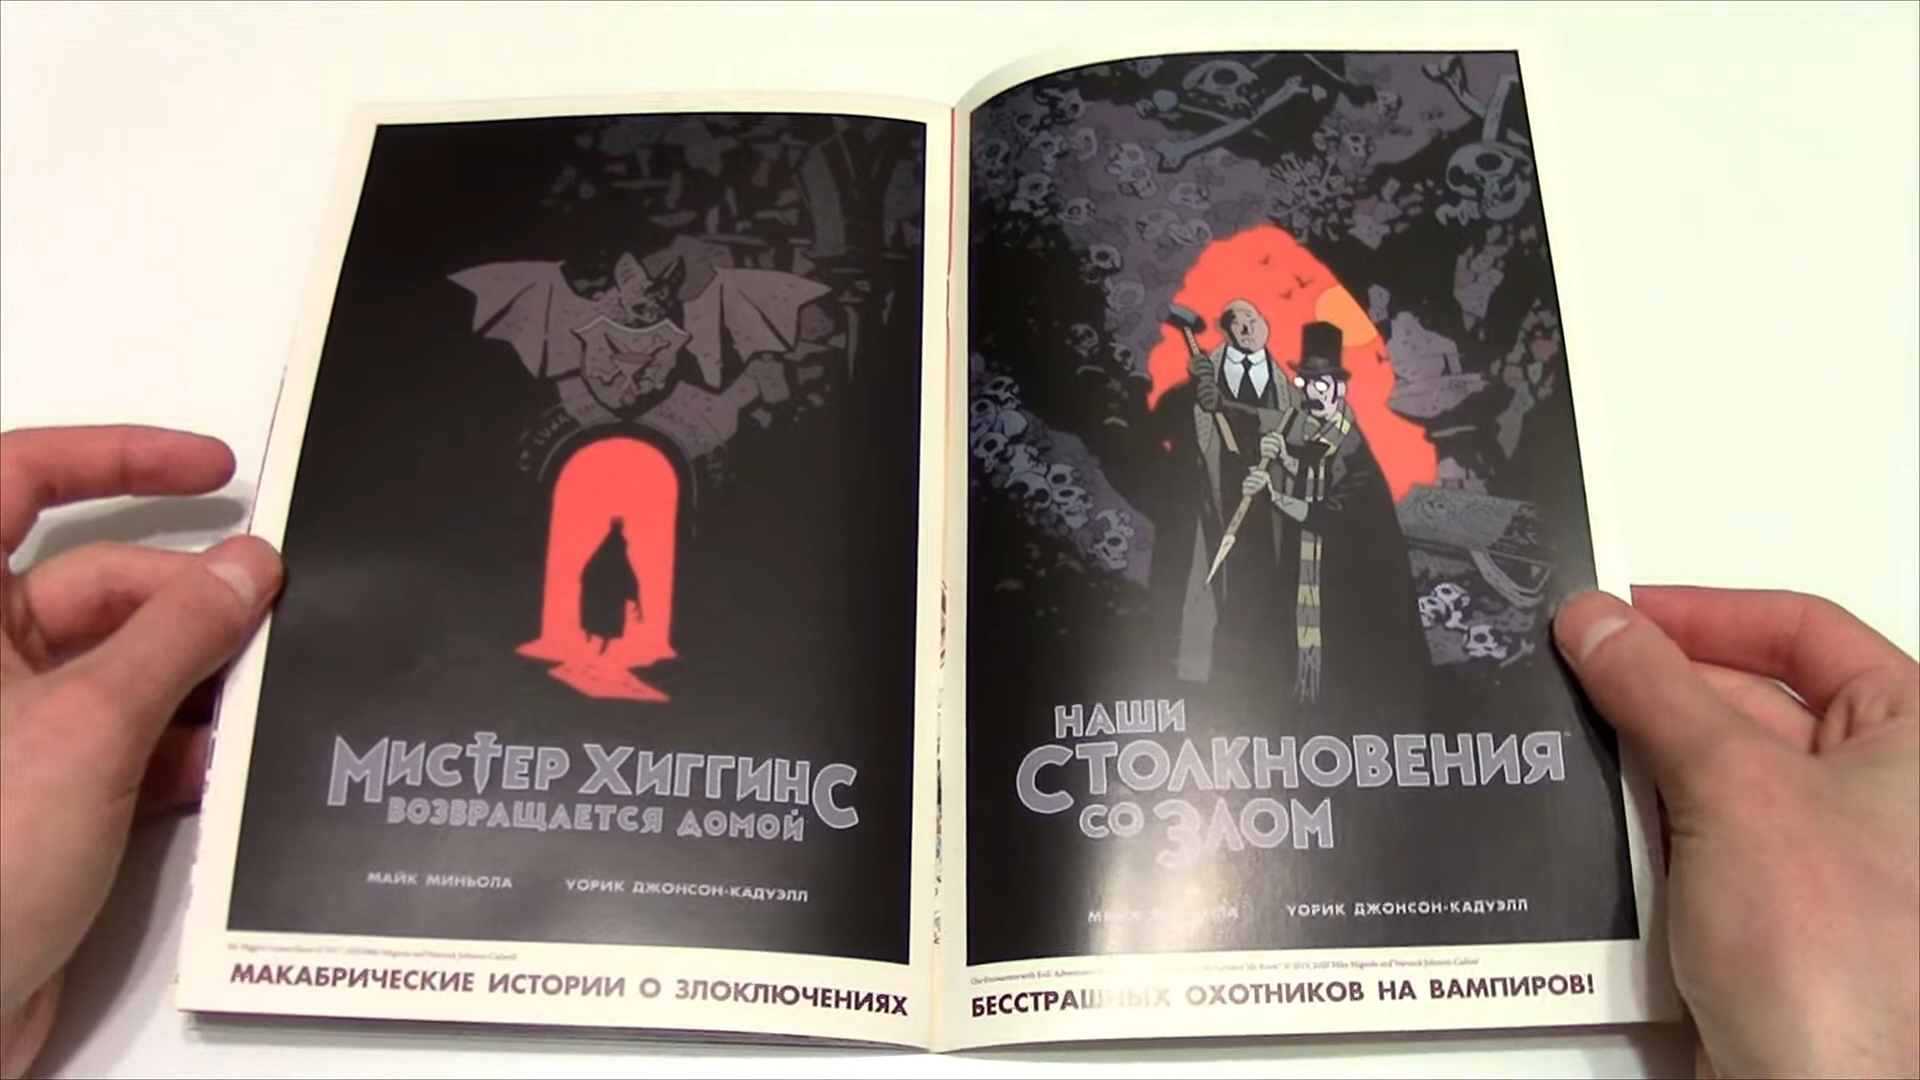 Мистер Хиггинс
возвращается домой
Майк Миньола Уорик Джонсон-Кадуэлл
Макабрические истории о злоключениях
Наши
столкновения
со злом
Уорик Джонсон-Кадуэлл
бесстрашных охотников на вампиров!